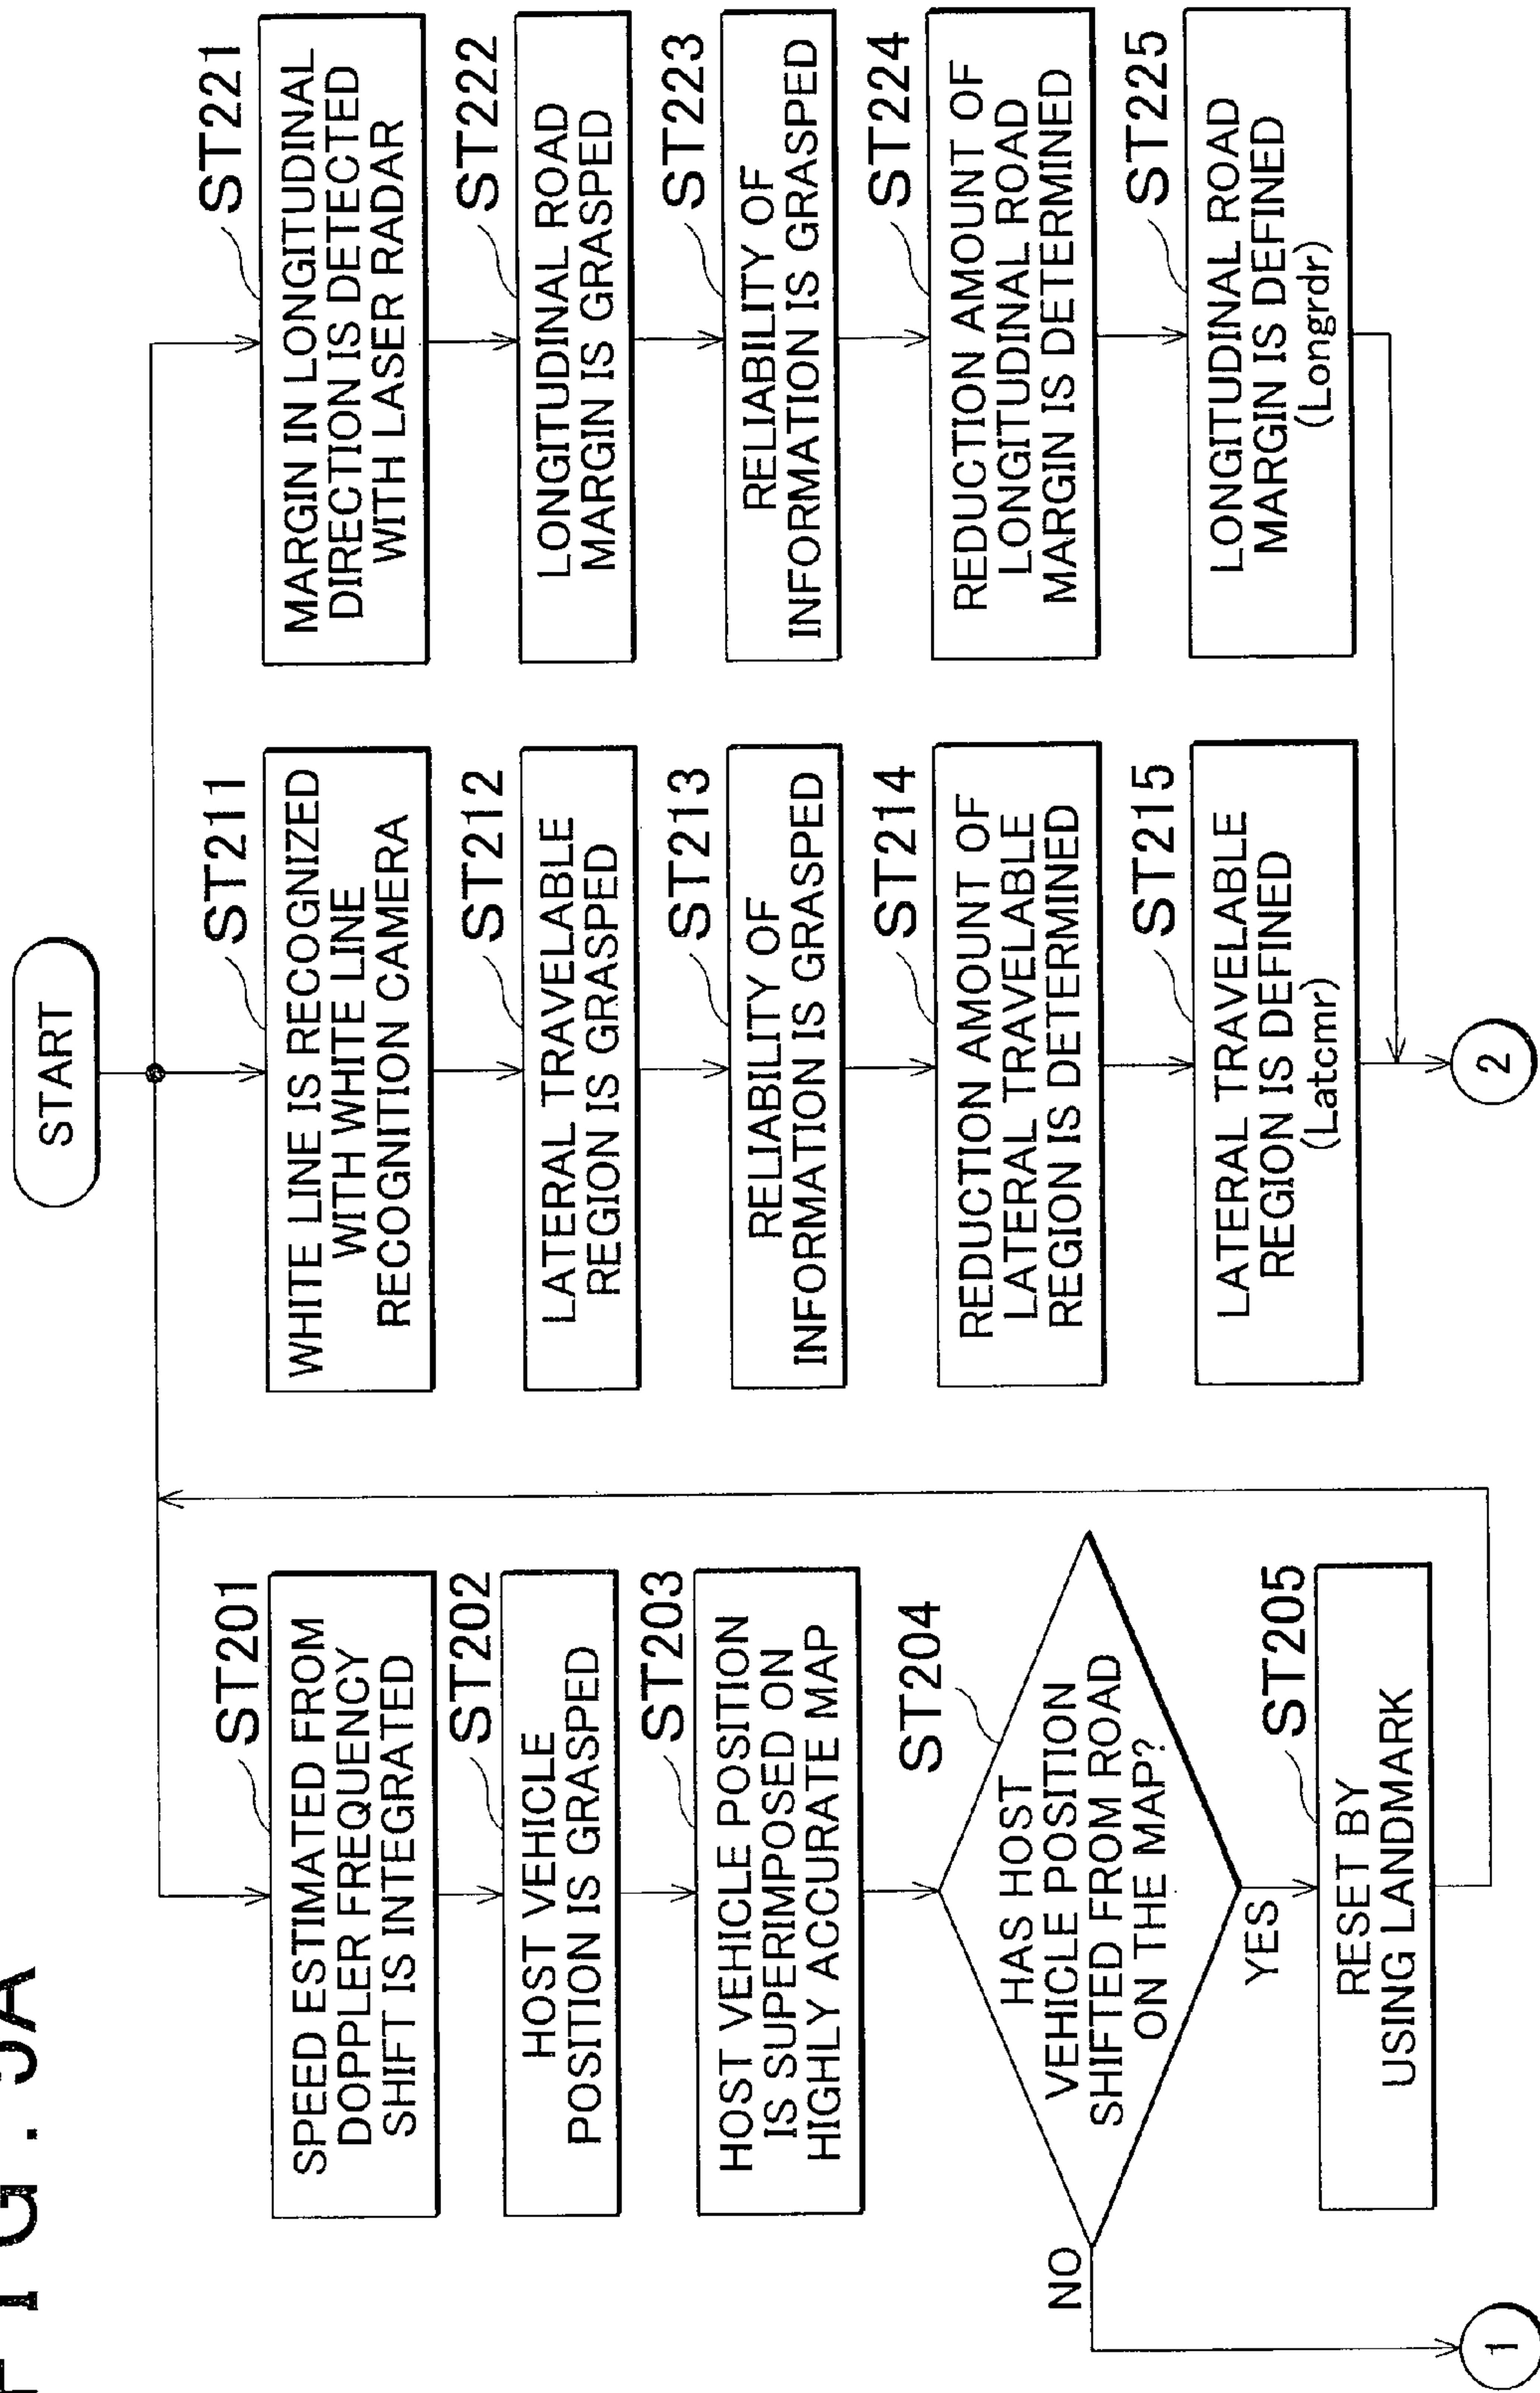 FIG. 5A
START
ST201
SPEED ESTIMATED FROM
DOPPLER FREQUENCY
SHIFT IS INTEGRATED
ST202
HOST VEHICLE
POSITION IS GRASPED
ST203
HOST VEHICLE POSITION
IS SUPERIMPOSED ON
HIGHLY ACCURATE MAP
ST204
HAS HOST
VEHICLE POSITION
SHIFTED FROM ROAD
ON THE MAP?
NO
YES
ST205
RESET BY
USING LANDMARK
1
ST211
WHITE LINE IS RECOGNIZED
WITH WHITE LINE
RECOGNITION CAMERA
ST212
LATERAL TRAVELABLE
REGION IS GRASPED
ST213
RELIABILITY OF
INFORMATION IS GRASPED
ST214
REDUCTION AMOUNT OF
LATERAL TRAVELABLE
REGION IS DETERMINED
ST215
LATERAL TRAVELABLE
REGION IS DEFINED
(Latcmr)
2
ST221
MARGIN IN LONGITUDINAL
DIRECTION IS DETECTED
WITH LASER RADAR
ST222
LONGITUDINAL ROAD
MARGIN IS GRASPED
ST223
RELIABILITY OF
INFORMATION IS GRASPED
ST224
REDUCTION AMOUNT OF
LONGITUDINAL ROAD
MARGIN IS DETERMINED
ST225
LONGITUDINAL ROAD
MARGIN IS DEFINED
(Longrdr)